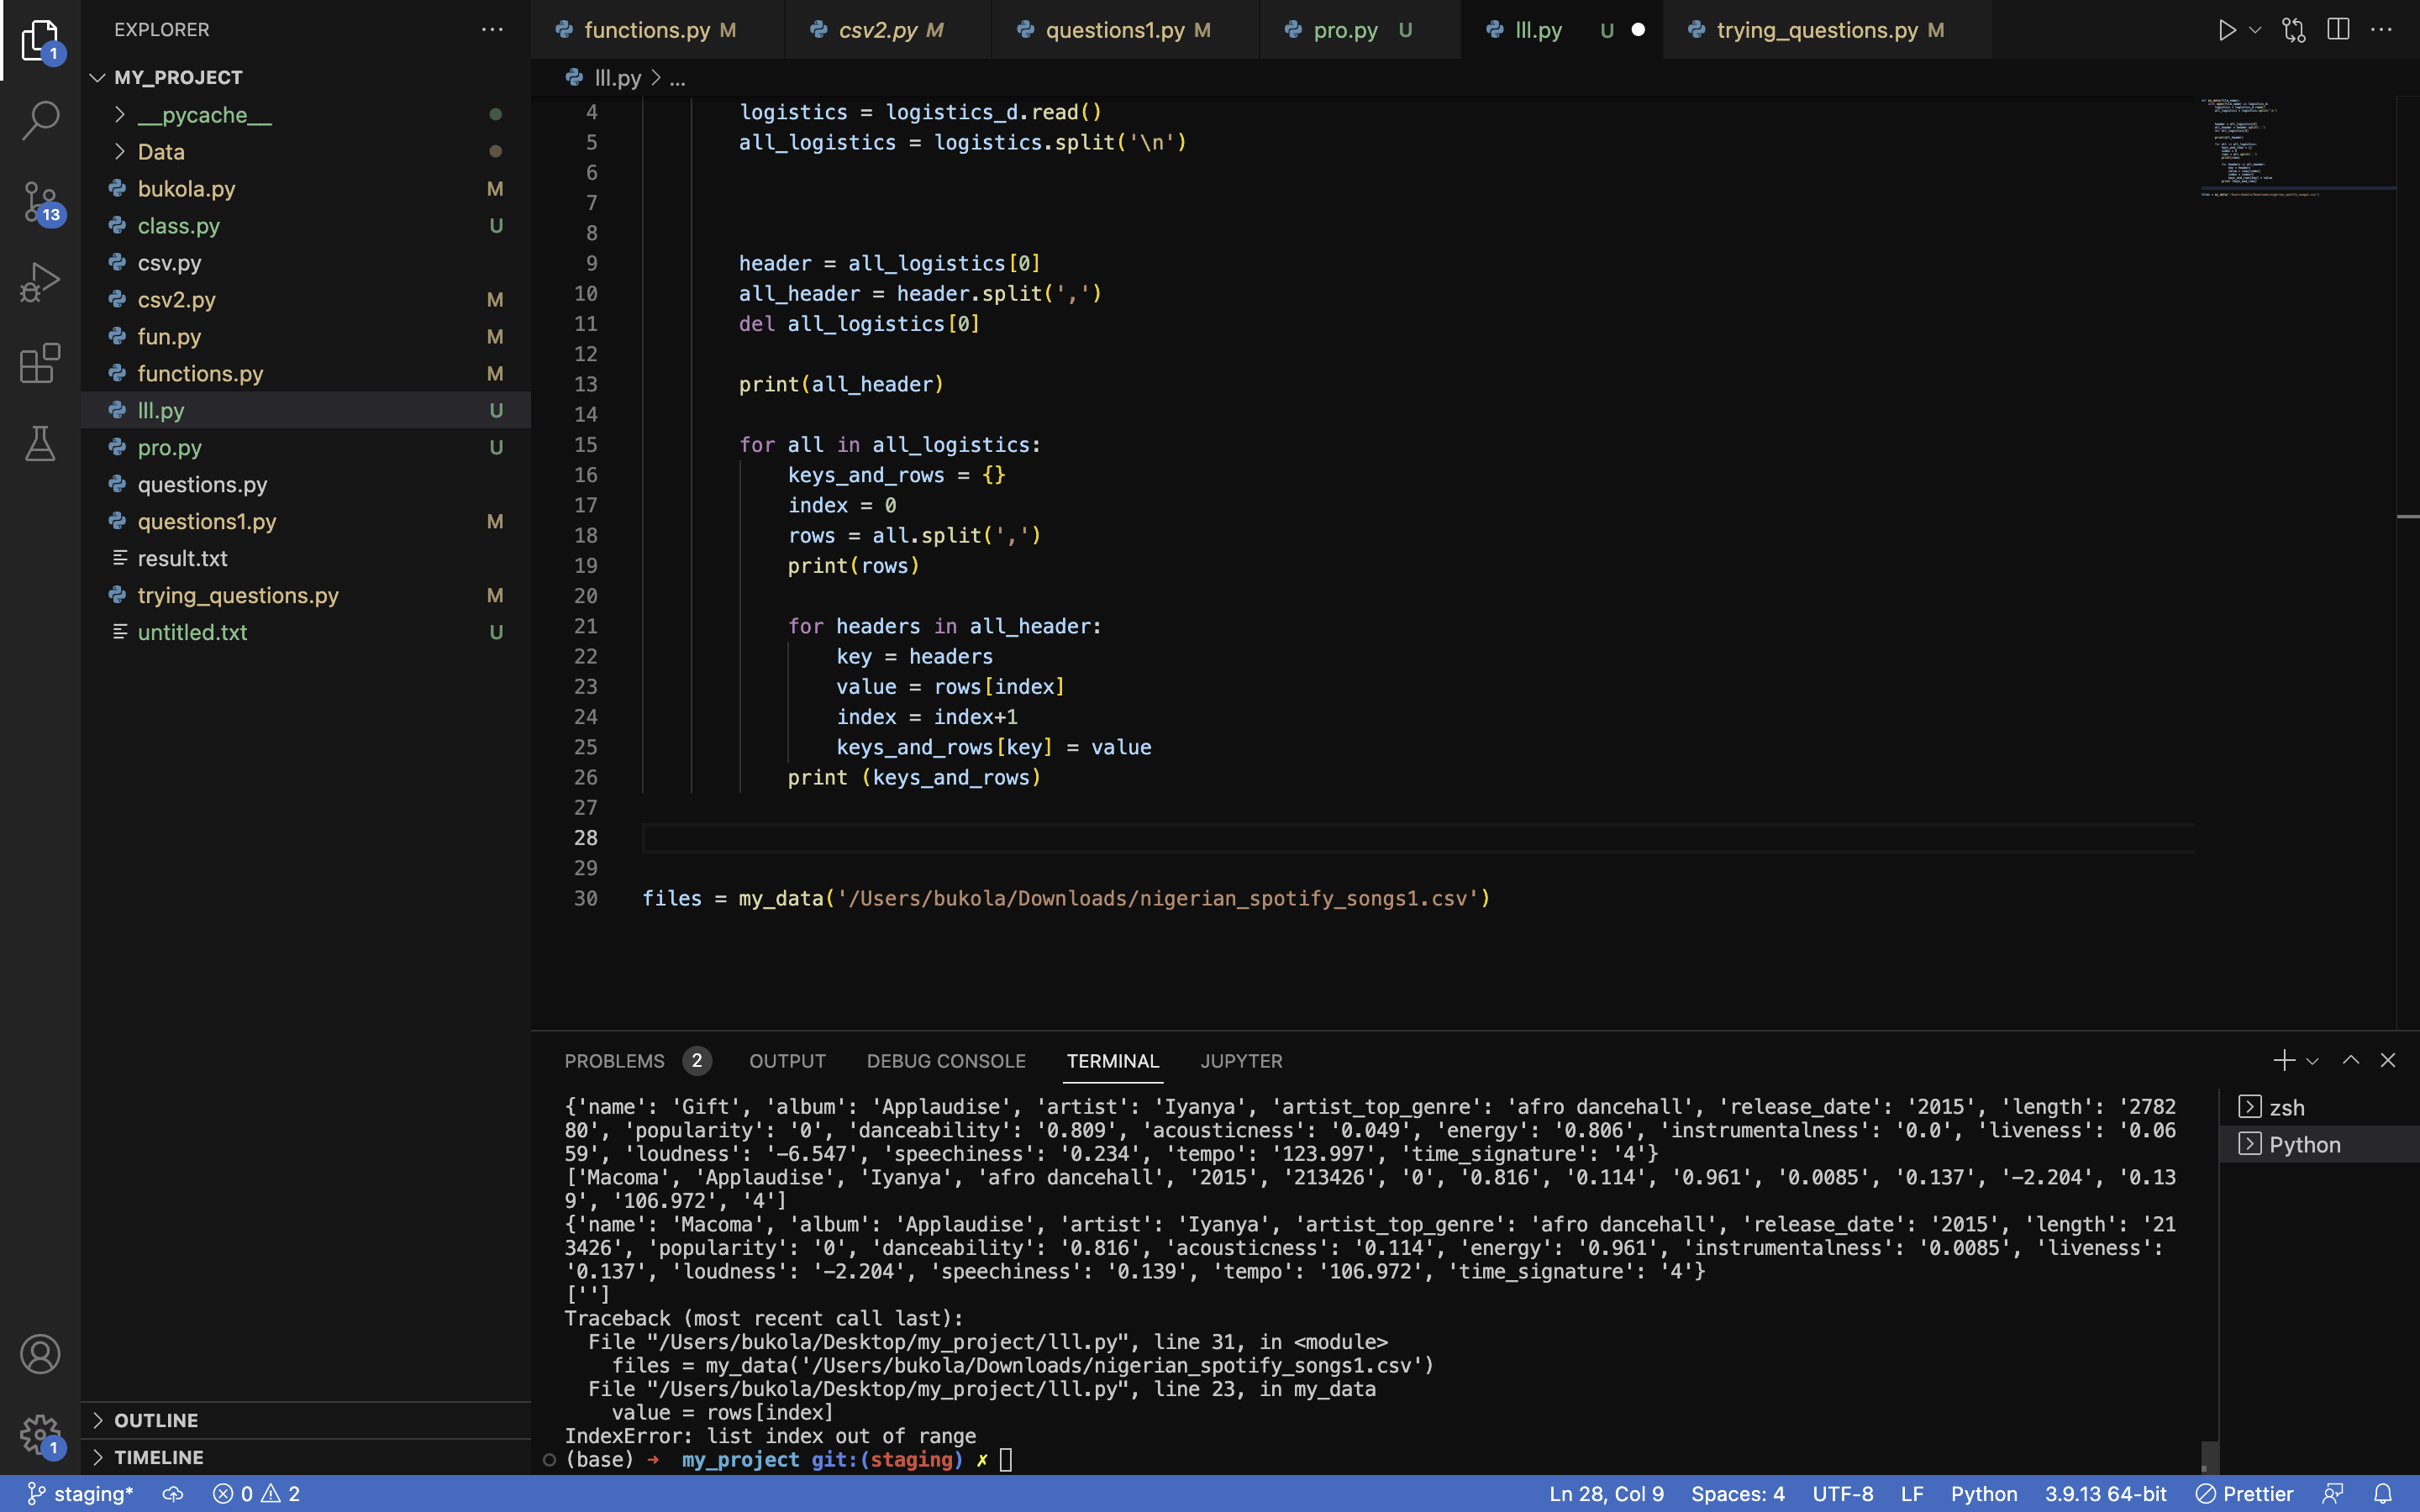 EXPLORER
functions.py M
csv2.py M
questions1.py M
pro.py U
lll.py U
trying_questions.py M
MY_PROJECT
lll.py > ...
__pycache__
Data
bukola.py M
class.py U
csv.py
csv2.py M
fun.py M
functions.py M
lll.py U
pro.py U
questions.py
questions1.py M
result.txt
trying_questions.py M
untitled.txt U
1
13
4 logistics = logistics_d.read()
5 all_logistics = logistics.split('\n')
6
7
8
9 header = all_logistics[0]
10 all_header = header.split(',')
11 del all_logistics[0]
12
13 print(all_header)
14
15 for all in all_logistics:
16 keys_and_rows = {}
17 index = 0
18 rows = all.split(',')
19 print(rows)
20
21 for headers in all_header:
22 key = headers
23 value = rows[index]
24 index = index+1
25 keys_and_rows[key] = value
26 print (keys_and_rows)
27
28
29
30 files = my_data('/Users/bukola/Downloads/nigerian_spotify_songs1.csv')
PROBLEMS 2 OUTPUT DEBUG CONSOLE TERMINAL JUPYTER
{'name': 'Gift', 'album': 'Applaudise', 'artist': 'Iyanya', 'artist_top_genre': 'afro dancehall', 'release_date': '2015', 'length': '2782
80', 'popularity': '0', 'danceability': '0.809', 'acousticness': '0.049', 'energy': '0.806', 'instrumentalness': '0.0', 'liveness': '0.06
59', 'loudness': '-6.547', 'speechiness': '0.234', 'tempo': '123.997', 'time_signature': '4'}
['Macoma', 'Applaudise', 'Iyanya', 'afro dancehall', '2015', '213426', '0', '0.816', '0.114', '0.961', '0.0085', '0.137', '-2.204', '0.13
9', '106.972', '4']
{'name': 'Macoma', 'album': 'Applaudise', 'artist': 'Iyanya', 'artist_top_genre': 'afro dancehall', 'release_date': '2015', 'length': '21
3426', 'popularity': '0', 'danceability': '0.816', 'acousticness': '0.114', 'energy': '0.961', 'instrumentalness': '0.0085', 'liveness':
'0.137', 'loudness': '-2.204', 'speechiness': '0.139', 'tempo': '106.972', 'time_signature': '4'}
['']
Traceback (most recent call last):
File "/Users/bukola/Desktop/my_project/lll.py", line 31, in <module>
files = my_data('/Users/bukola/Downloads/nigerian_spotify_songs1.csv')
File "/Users/bukola/Desktop/my_project/lll.py", line 23, in my_data
value = rows[index]
IndexError: list index out of range
(base) → my_project git:(staging) ✗
zsh
Python
OUTLINE
TIMELINE
1
staging* 0 2
Ln 28, Col 9 Spaces: 4 UTF-8 LF Python 3.9.13 64-bit Prettier